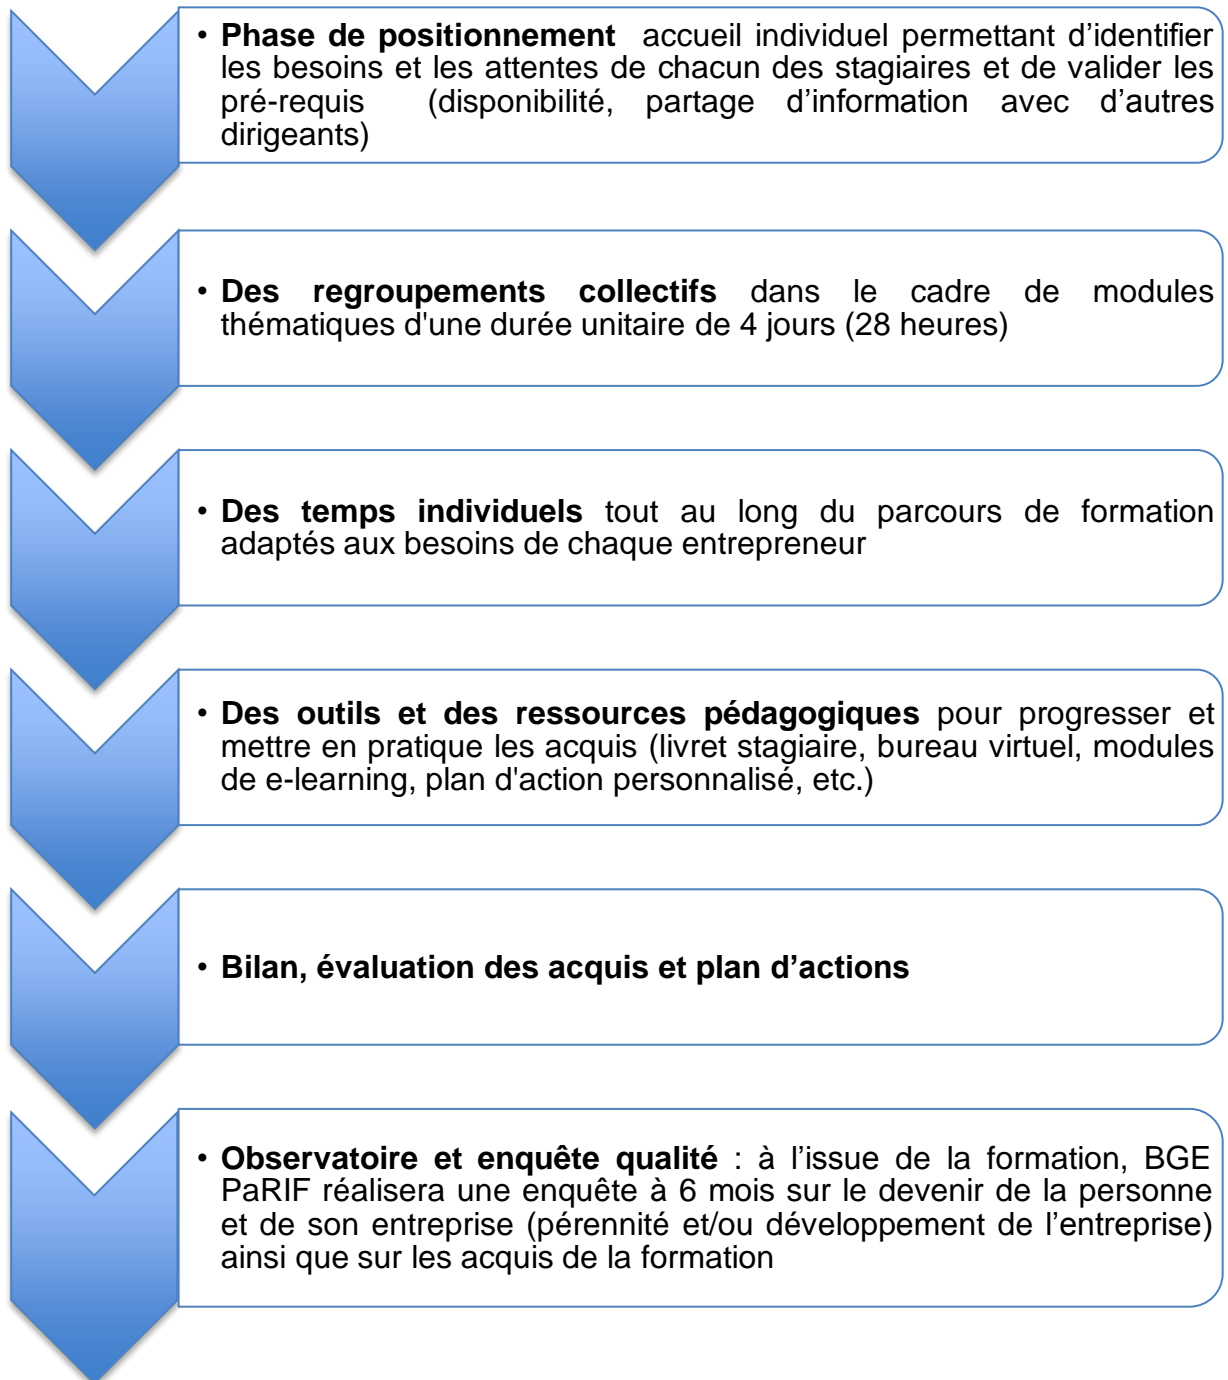 • Phase de positionnement accueil individuel permettant d’identifier
les besoins et les attentes de chacun des stagiaires et de valider les
pré-requis (disponibilité, partage d’information avec d’autres
dirigeants)
• Des regroupements collectifs dans le cadre de modules
thématiques d'une durée unitaire de 4 jours (28 heures)
• Des temps individuels tout au long du parcours de formation
adaptés aux besoins de chaque entrepreneur
• Des outils et des ressources pédagogiques pour progresser et
mettre en pratique les acquis (livret stagiaire, bureau virtuel, modules
de e-learning, plan d'action personnalisé, etc.)
• Bilan, évaluation des acquis et plan d’actions
• Observatoire et enquête qualité : à l’issue de la formation, BGE
PaRIF réalisera une enquête à 6 mois sur le devenir de la personne
et de son entreprise (pérennité et/ou développement de l’entreprise)
ainsi que sur les acquis de la formation